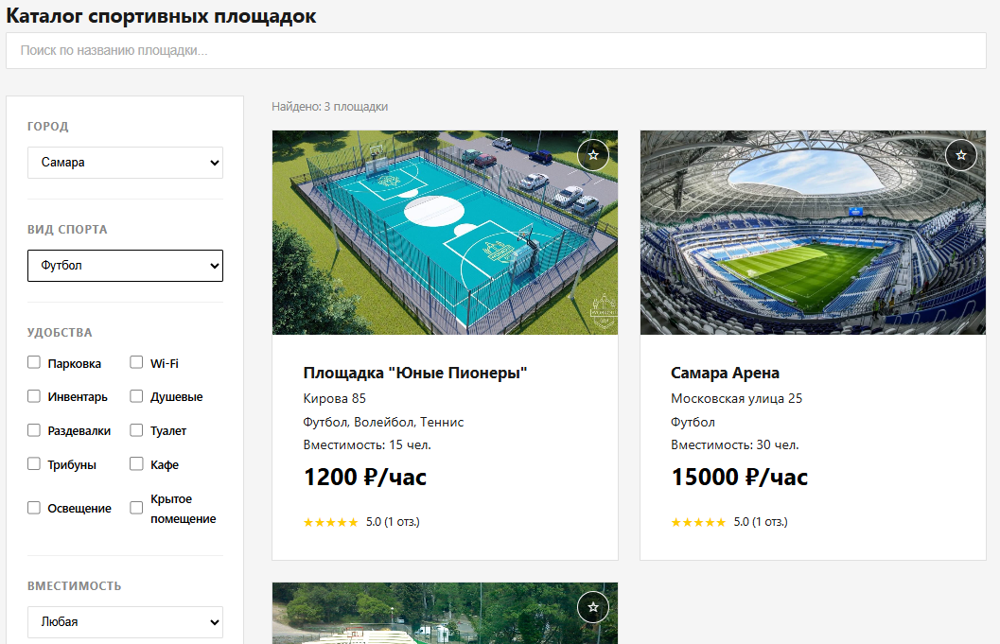 Каталог спортивных площадок
Поиск по названию площадки...
ГОРОД
Самара
ВИД СПОРТА
Футбол
УДОБСТВА
Парковка
Wi-Fi
Инвентарь
Душевые
Раздевалки
Туалет
Трибуны
Кафе
Освещение
Крытое
помещение
ВМЕСТИМОСТЬ
Любая
Найдено: 3 площадки
Площадка "Юные Пионеры"
Кирова 85
Футбол, Волейбол, Теннис
Вместимость: 15 чел.
1200 ₽/час
★★★★★ 5.0 (1 отз.)
Самара Арена
Московская улица 25
Футбол
Вместимость: 30 чел.
15000 ₽/час
★★★★★ 5.0 (1 отз.)